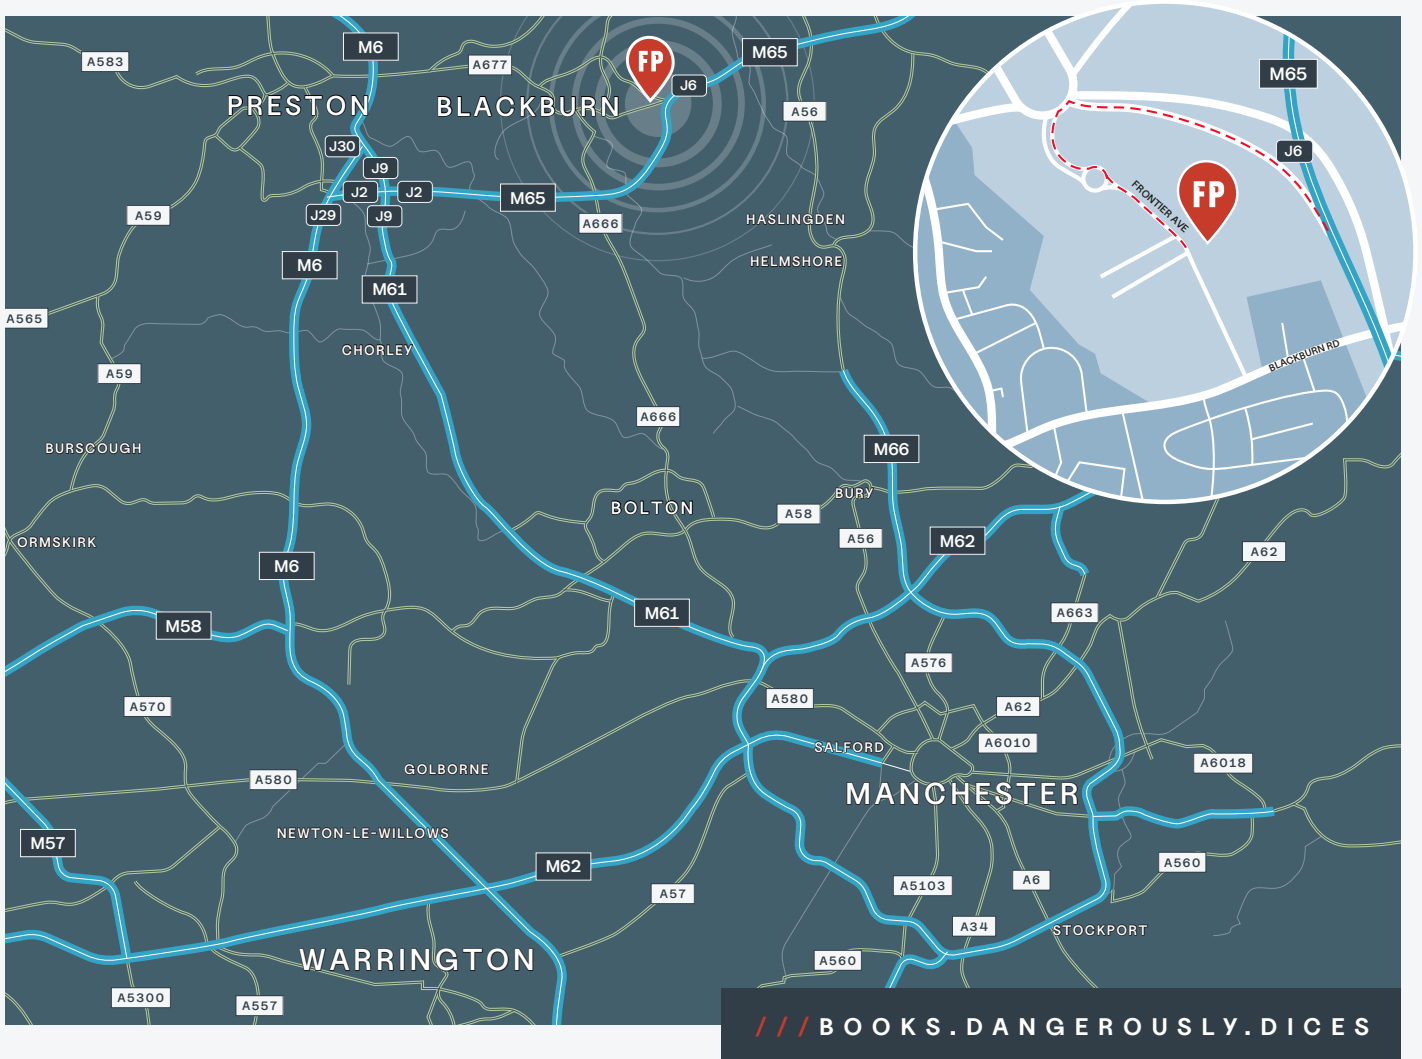 M6
A583
A677
FP
M65
J6
A56
PRESTON
BLACKBURN
J30
J9
J2
J2
J29
J9
M65
A59
A666
HASLINGDEN
HELMSHORE
M6
M61
A565
CHORLEY
A59
A666
BURSCOUGH
M66
BURY
BOLTON
A58
A56
M62
ORMSKIRK
A62
M6
M61
A663
M58
A576
A580
A62
A570
A6010
SALFORD
A6018
GOLBORNE
A580
MANCHESTER
NEWTON-LE-WILLOWS
M57
M62
A560
A57
A5103
A6
A34
STOCKPORT
WARRINGTON
A560
A5300
A557
M65
J6
FP
FRONTIER AVE
BLACKBURN RD
///BOOKS.DANGEROUSLY.DICES